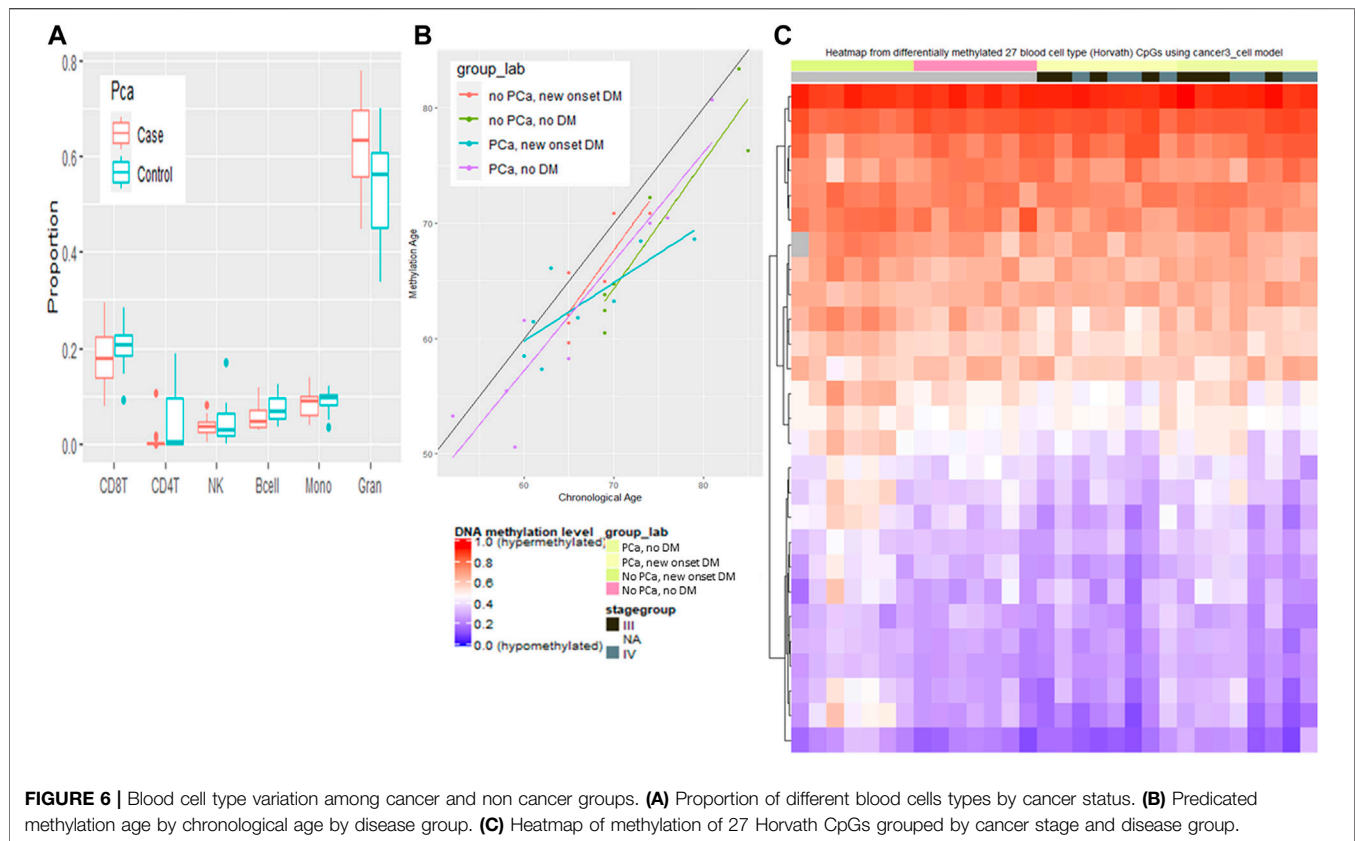 A
Pca
Case
Control
Proportion
0.8
0.6
0.4
0.2
0.0
CD8T CD4T NK Bcell Mono Gran
B
group_lab
no PCa, new onset DM
no PCa, no DM
PCa, new onset DM
PCa, no DM
Methylation Age
80
70
60
50
60 70 80
Chronological Age
C
Heatmap from differentially methylated 27 blood cell type (Horvath) CpGs using cancer3_cell model
DNA methylation level
1.0 (hypermethylated)
0.8
0.6
0.4
0.2
0.0 (hypomethylated)
group_lab
PCa, no DM
PCa, new onset DM
No PCa, new onset DM
No PCa, no DM
stagegroup
III
NA
IV
FIGURE 6 | Blood cell type variation among cancer and non cancer groups. (A) Proportion of different blood cells types by cancer status. (B) Predicated
methylation age by chronological age by disease group. (C) Heatmap of methylation of 27 Horvath CpGs grouped by cancer stage and disease group.